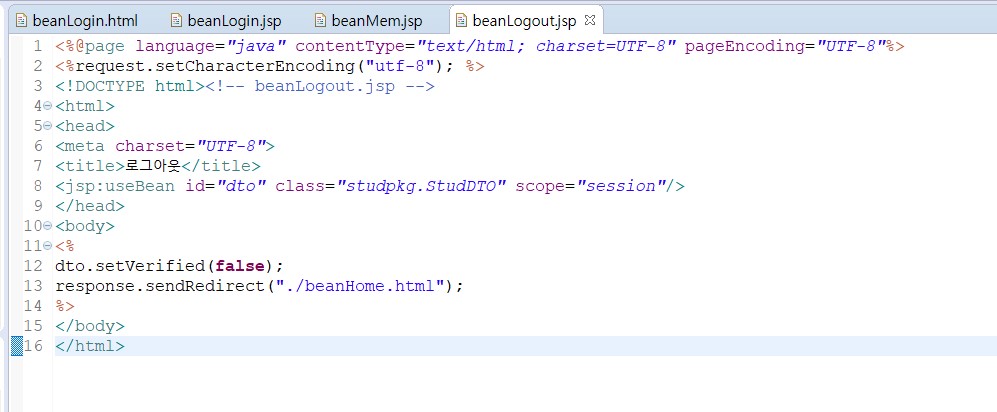 beanLogin.html beanLogin.jsp beanMem.jsp beanLogout.jsp
1 <%@page language="java" contentType="text/html; charset=UTF-8" pageEncoding="UTF-8"%>
2 <%request.setCharacterEncoding("utf-8"); %>
3 <!DOCTYPE html><!-- beanLogout.jsp -->
4 <html>
5 <head>
6 <meta charset="UTF-8">
7 <title>로그아웃</title>
8 <jsp:useBean id="dto" class="studpkg.StudDTO" scope="session"/>
9 </head>
10 <body>
11 <%
12 dto.setVerified(false);
13 response.sendRedirect("./beanHome.html");
14 %>
15 </body>
16 </html>